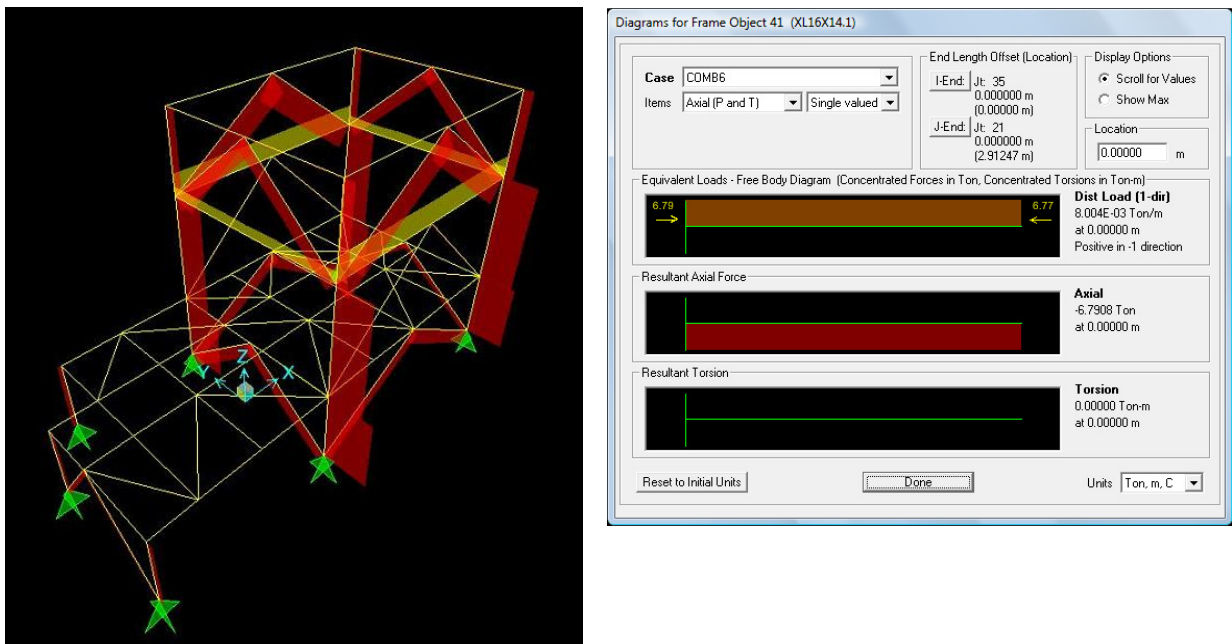 Z
Y X
Diagrams for Frame Object 41 (XL16X14.1)
Case COMB6
Items Axial (P and T) Single valued
End Length Offset (Location)
I-End: Jt: 35
0.000000 m
(0.00000 m)
J-End: Jt: 21
0.000000 m
(2.91247 m)
Display Options
Scroll for Values
Show Max
Location
0.00000 m
Equivalent Loads - Free Body Diagram (Concentrated Forces in Ton, Concentrated Torsions in Ton-m)
6.79 6.77
Dist Load (1-dir)
8.004E-03 Ton/m
at 0.00000 m
Positive in -1 direction
Resultant Axial Force
Axial
-6.7908 Ton
at 0.00000 m
Resultant Torsion
Torsion
0.00000 Ton-m
at 0.00000 m
Reset to Initial Units Done Units Ton, m, C